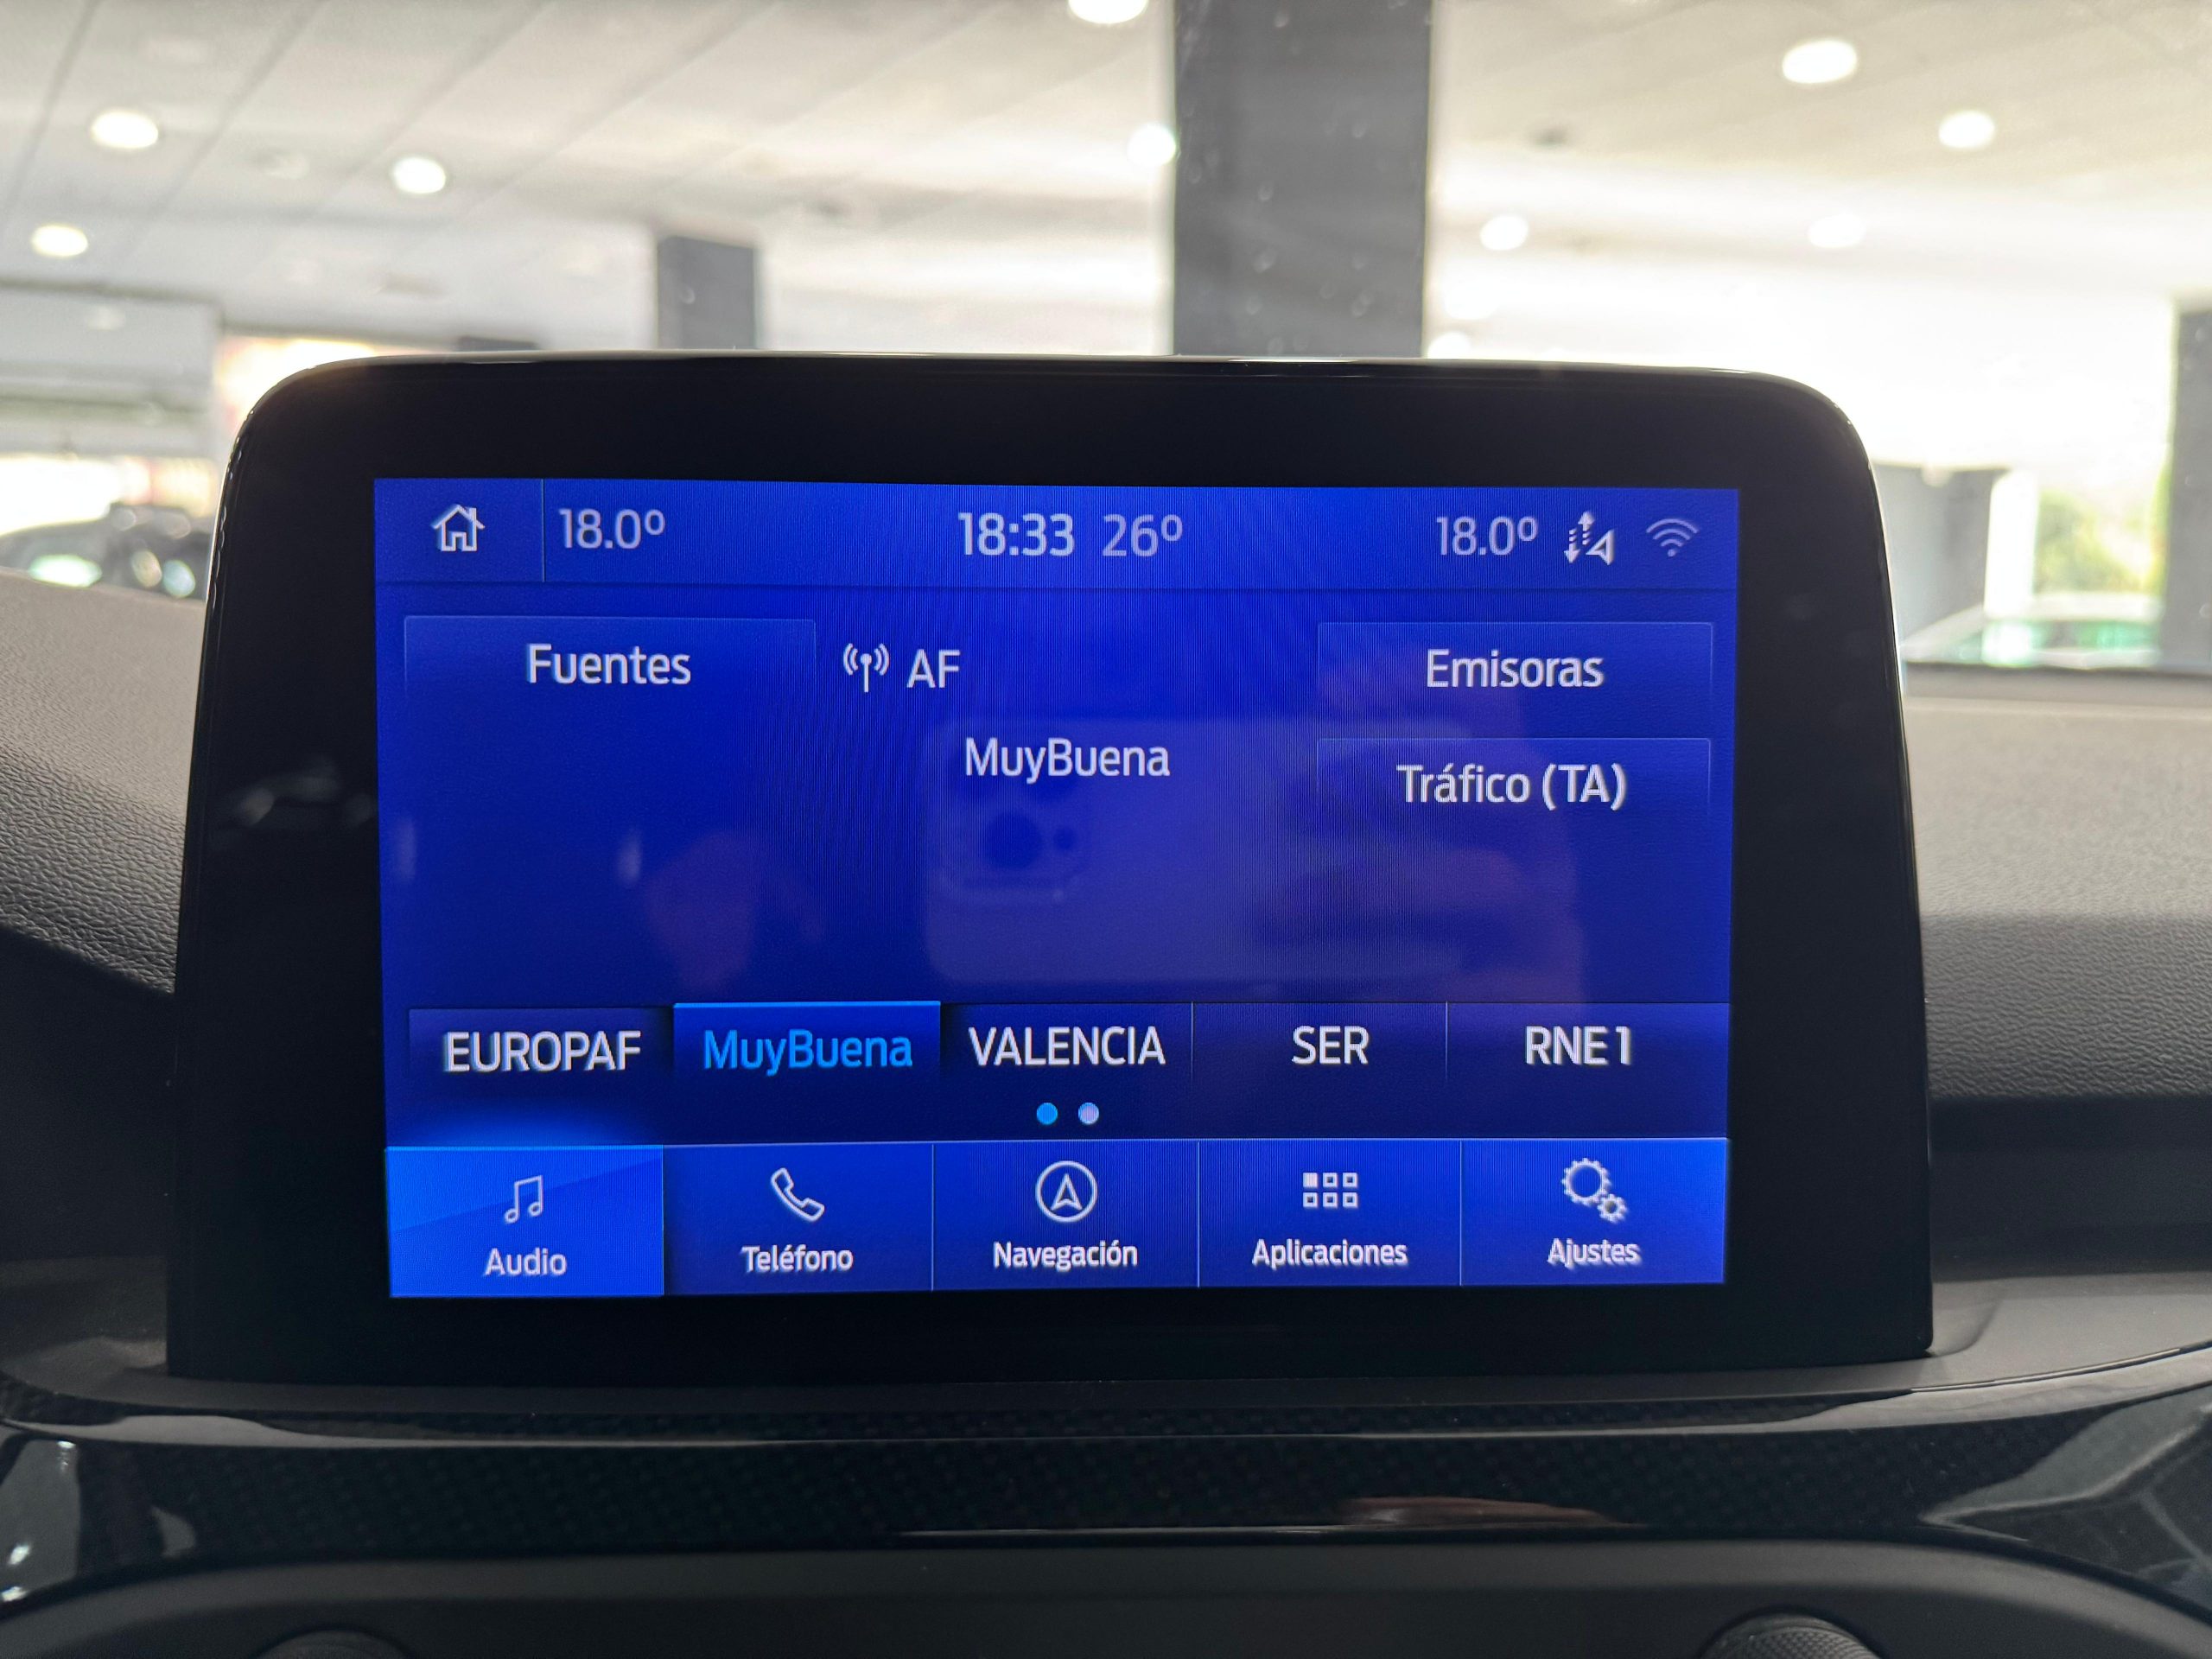 18.0º 18:33 26º 18.0º
Fuentes AF Emisoras
MuyBuena
Tráfico (TA)
EUROPAF MuyBuena VALENCIA SER RNE 1
Audio Teléfono Navegación Aplicaciones Ajustes